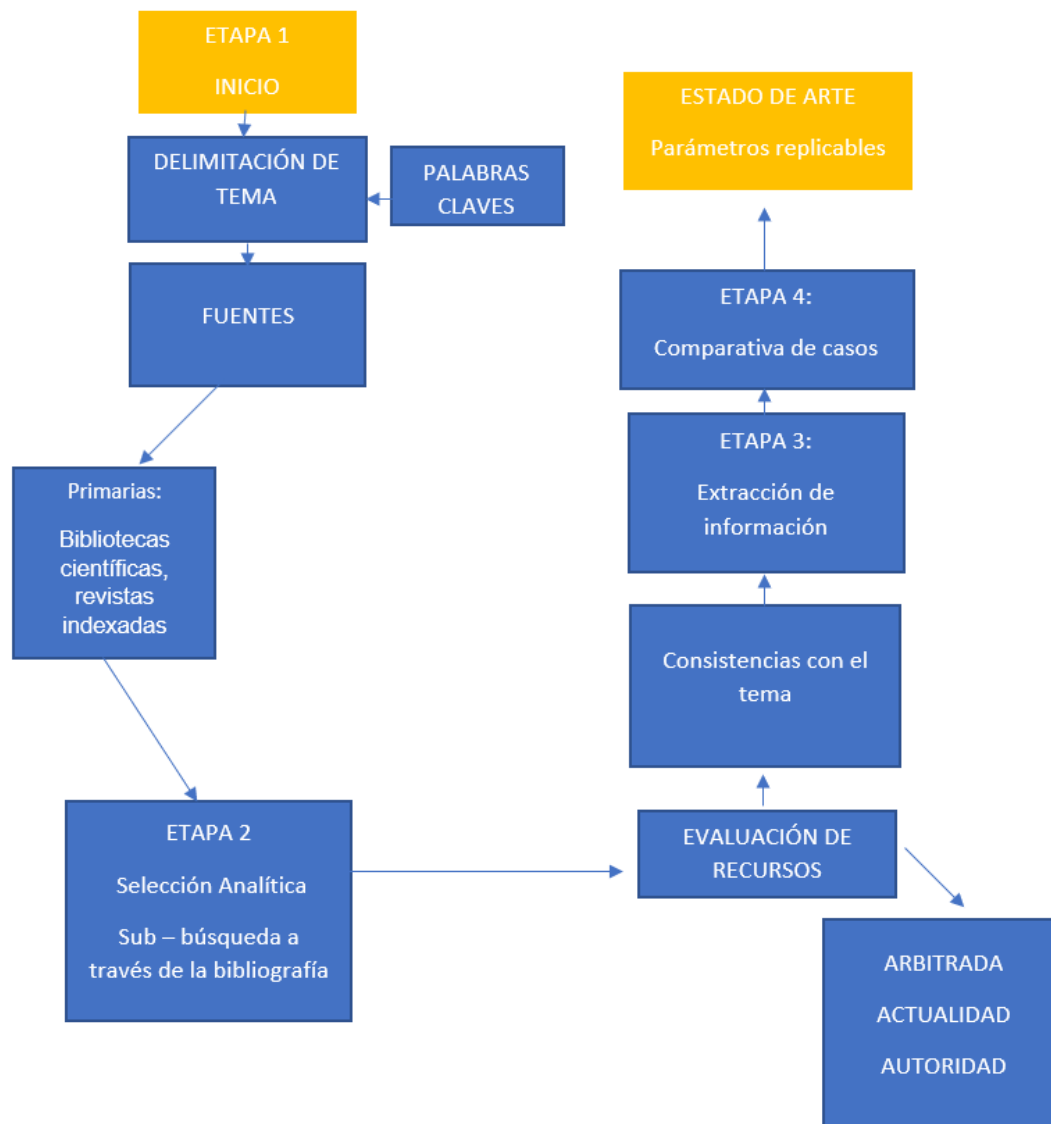 ETAPA 1
INICIO
DELIMITACIÓN DE
TEMA
PALABRAS
CLAVES
FUENTES
Primarias:
Bibliotecas
científicas,
revistas
indexadas
ETAPA 2
Selección Analítica
Sub – búsqueda a
través de la bibliografía
EVALUACIÓN DE
RECURSOS
ARBITRADA
ACTUALIDAD
AUTORIDAD
Consistencias con el
tema
ETAPA 3:
Extracción de
información
ETAPA 4:
Comparativa de casos
ESTADO DE ARTE
Parámetros replicables